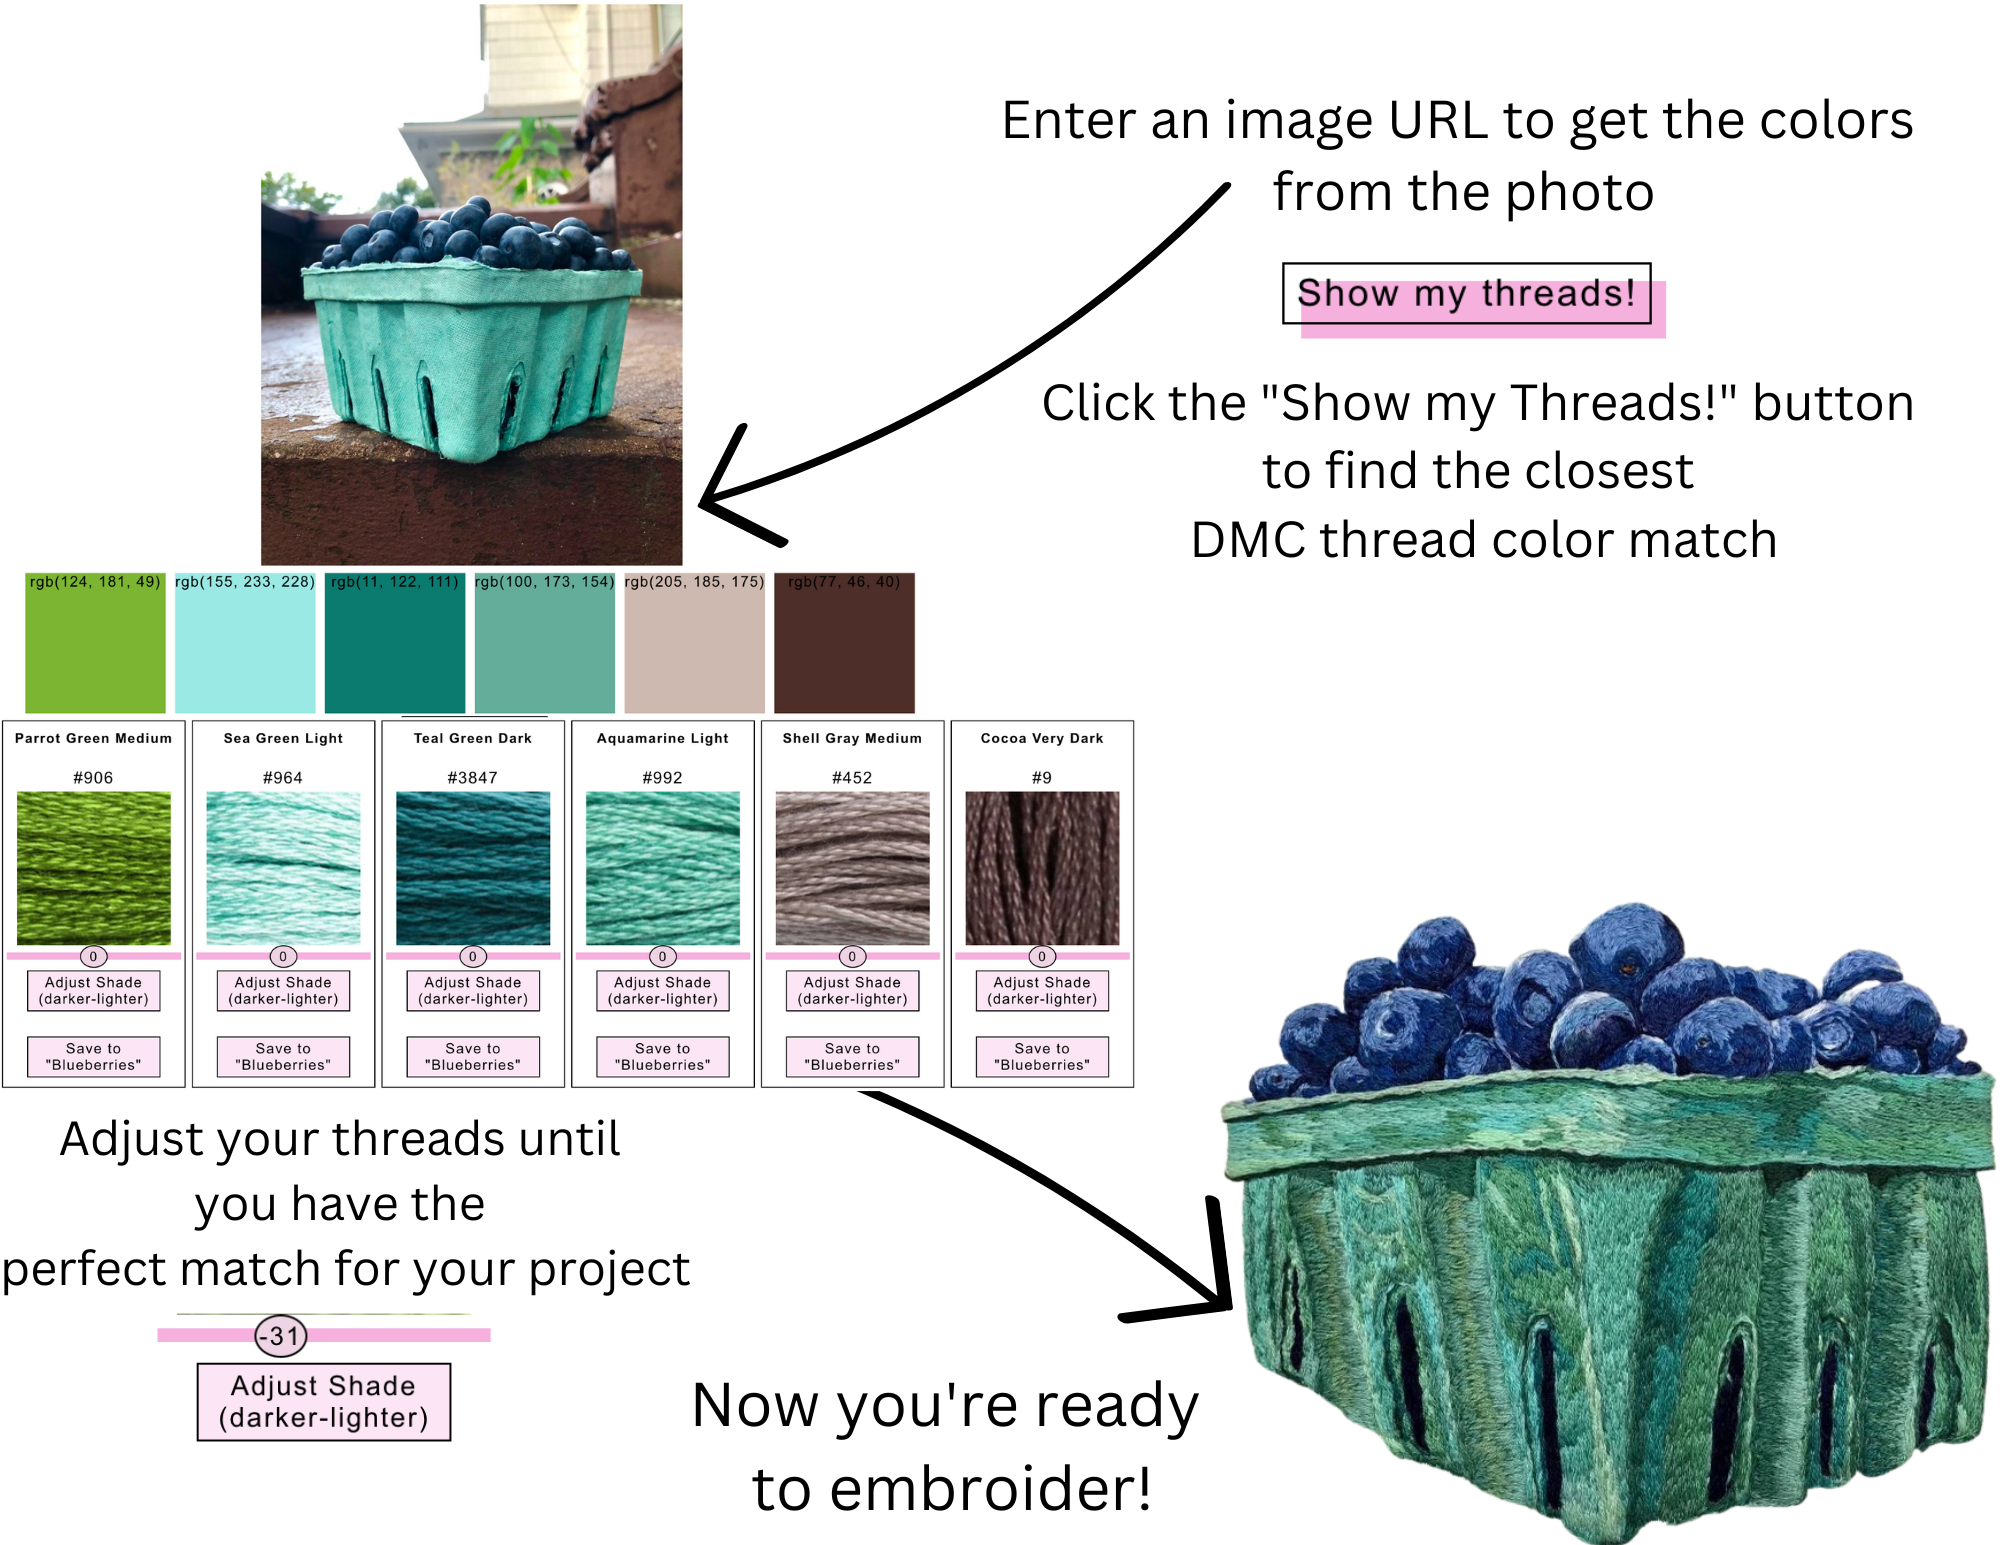 Enter an image URL to get the colors
from the photo
Show my threads!
Click the "Show my Threads!" button
to find the closest
DMC thread color match
rgb(124, 181, 49) rgb(155, 233, 228) rgb(11, 122, 111) rgb(100, 173, 154) rgb(205, 185, 175) rgb(77, 46, 40)
Parrot Green Medium Sea Green Light Teal Green Dark Aquamarine Light Shell Gray Medium Cocoa Very Dark
#906 #964 #3847 #992 #452 #9
0 0 0 0 0 0
Adjust Shade Adjust Shade Adjust Shade Adjust Shade Adjust Shade Adjust Shade
(darker-lighter) (darker-lighter) (darker-lighter) (darker-lighter) (darker-lighter) (darker-lighter)
Save to Save to Save to Save to Save to Save to
"Blueberries" "Blueberries" "Blueberries" "Blueberries" "Blueberries" "Blueberries"
Adjust your threads until
you have the
perfect match for your project
-31
Adjust Shade
(darker-lighter)
Now you're ready
to embroider!